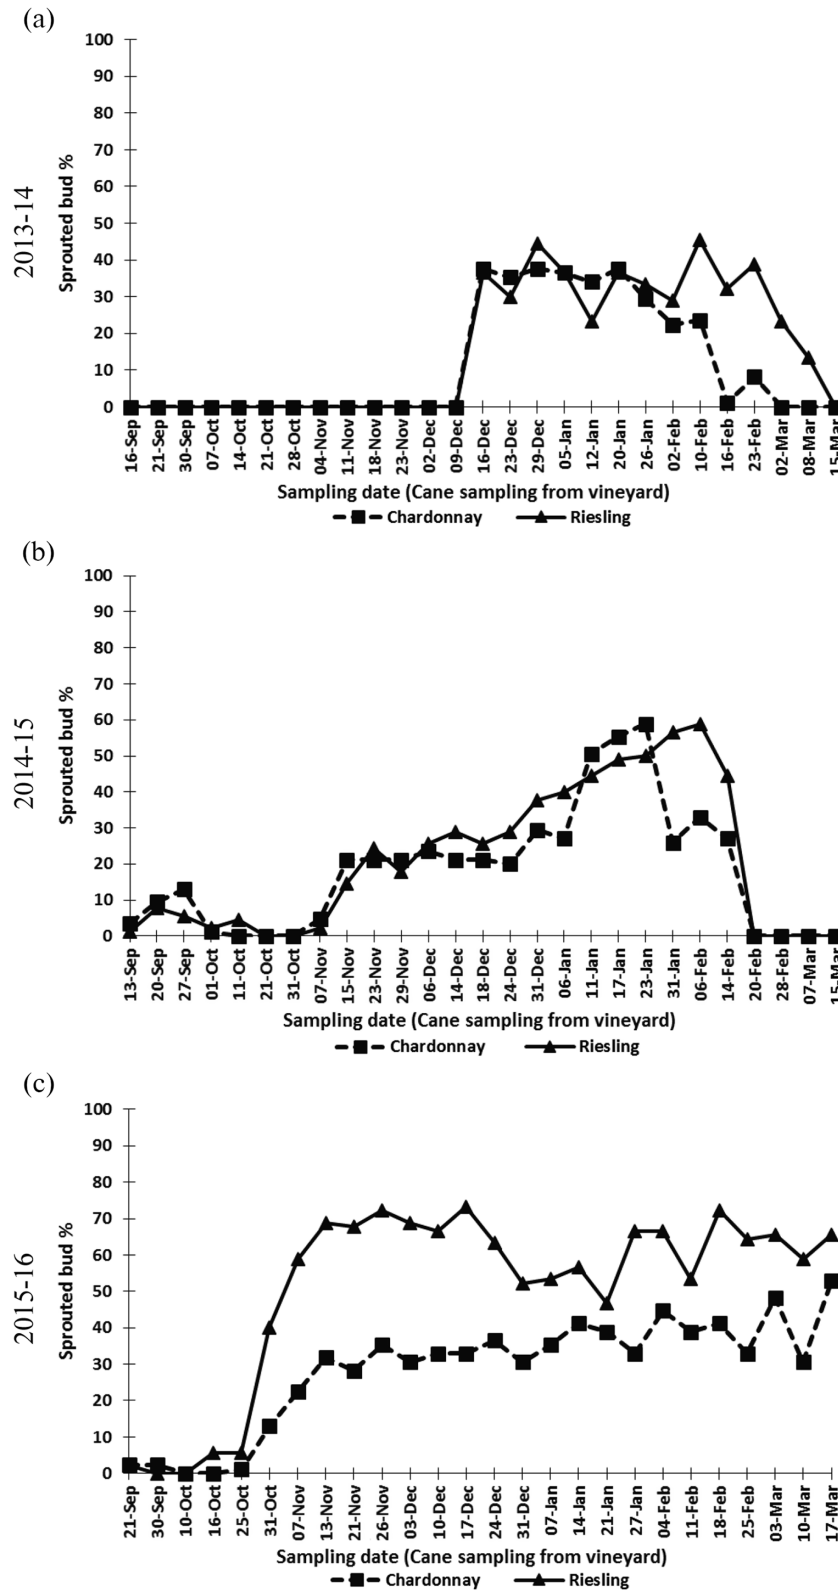 (a)
2013-14
Sprouted bud %
100
90
80
70
60
50
40
30
20
10
0
16-Sep 21-Sep 30-Sep 07-Oct 14-Oct 21-Oct 28-Oct 04-Nov 11-Nov 18-Nov 23-Nov 02-Dec 09-Dec 16-Dec 23-Dec 29-Dec 05-Jan 12-Jan 20-Jan 26-Jan 02-Feb 10-Feb 16-Feb 23-Feb 02-Mar 08-Mar 15-Mar
Sampling date (Cane sampling from vineyard)
Chardonnay Riesling
(b)
2014-15
Sprouted bud %
100
90
80
70
60
50
40
30
20
10
0
13-Sep 20-Sep 27-Sep 01-Oct 11-Oct 21-Oct 31-Oct 07-Nov 15-Nov 23-Nov 29-Nov 06-Dec 14-Dec 18-Dec 24-Dec 31-Dec 06-Jan 11-Jan 17-Jan 23-Jan 31-Jan 06-Feb 14-Feb 20-Feb 28-Feb 07-Mar 15-Mar
Sampling date (Cane sampling from vineyard)
Chardonnay Riesling
(c)
2015-16
Sprouted bud %
100
90
80
70
60
50
40
30
20
10
0
21-Sep 30-Sep 10-Oct 16-Oct 25-Oct 31-Oct 07-Nov 13-Nov 21-Nov 26-Nov 03-Dec 10-Dec 17-Dec 24-Dec 31-Dec 07-Jan 14-Jan 21-Jan 27-Jan 04-Feb 11-Feb 18-Feb 25-Feb 03-Mar 10-Mar 17-Mar
Sampling date (Cane sampling from vineyard)
Chardonnay Riesling